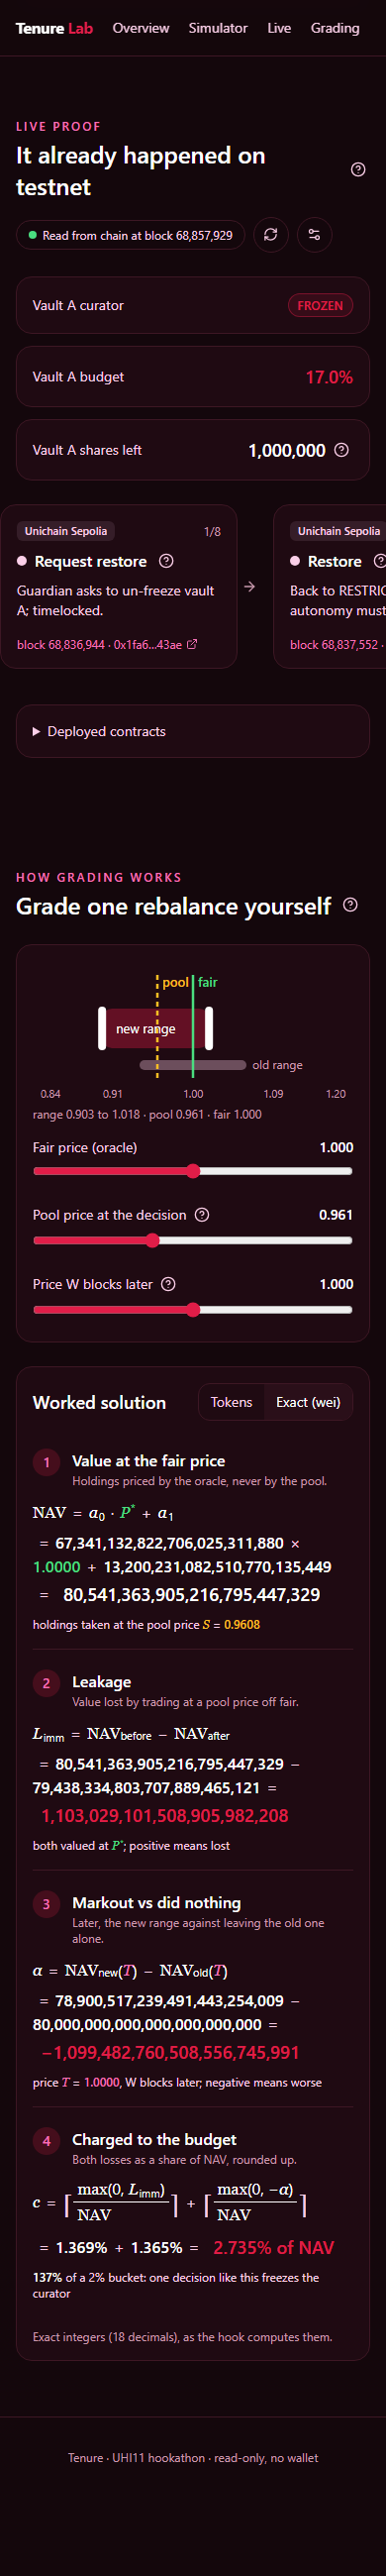 Tenure Lab Overview Simulator Live Grading
LIVE PROOF
It already happened on
testnet
Read from chain at block 68,857,929
Vault A curator FROZEN
Vault A budget 17.0%
Vault A shares left 1,000,000
Unichain Sepolia 1/8
Request restore
Guardian asks to un-freeze vault
A; timelocked.
block 68,836,944 · 0x1fa6…43ae
Unichain Sepolia
Restore
Back to RESTRIC
autonomy must
block 68,837,552 ·
Deployed contracts
HOW GRADING WORKS
Grade one rebalance yourself
pool fair
new range
old range
0.84 0.91 1.00 1.09 1.20
range 0.903 to 1.018 · pool 0.961 · fair 1.000
Fair price (oracle) 1.000
Pool price at the decision 0.961
Price W blocks later 1.000
Worked solution Tokens Exact (wei)
1 Value at the fair price
Holdings priced by the oracle, never by the pool.
NAV = a₀ · P* + a₁
= 67,341,132,822,706,025,311,880 ×
1.0000 + 13,200,231,082,510,770,135,449
= 80,541,363,905,216,795,447,329
holdings taken at the pool price S = 0.9608
2 Leakage
Value lost by trading at a pool price off fair.
L imm = NAV before − NAV after
= 80,541,363,905,216,795,447,329 −
79,438,334,803,707,889,465,121 =
1,103,029,101,508,905,982,208
both valued at P*; positive means lost
3 Markout vs did nothing
Later, the new range against leaving the old one
alone.
α = NAV new(T) − NAV old(T)
= 78,900,517,239,491,443,254,009 −
80,000,000,000,000,000,000,000 =
−1,099,482,760,508,556,745,991
price T = 1.0000, W blocks later; negative means worse
4 Charged to the budget
Both losses as a share of NAV, rounded up.
c = ⌈max(0, L imm) / NAV⌉ + ⌈max(0, −α) / NAV⌉
= 1.369% + 1.365% = 2.735% of NAV
137% of a 2% bucket: one decision like this freezes the
curator
Exact integers (18 decimals), as the hook computes them.
Tenure · UHI11 hookathon · read-only, no wallet